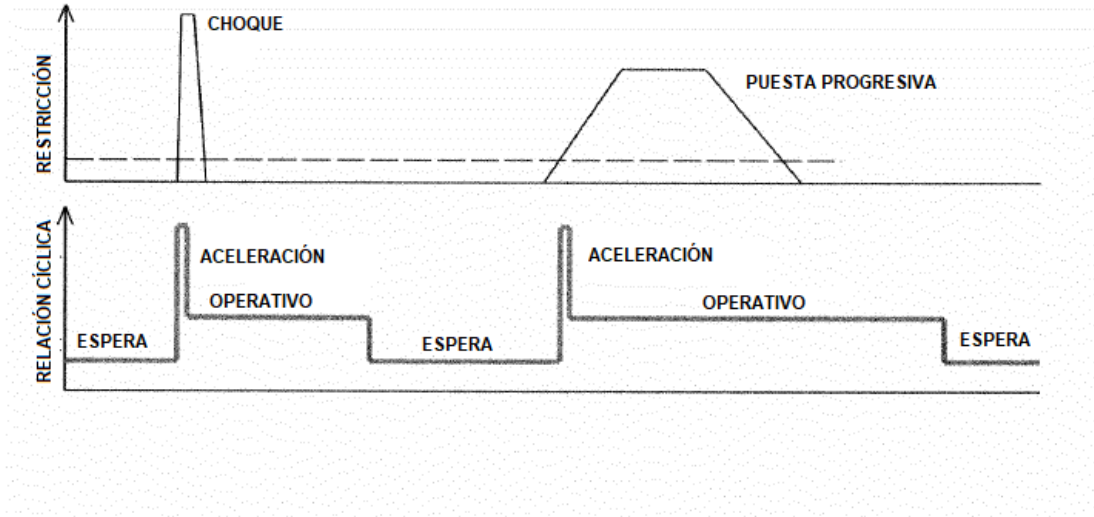 CHOQUE
RESTRICCIÓN
PUESTA PROGRESIVA
RELACIÓN CÍCLICA
ACELERACIÓN
ACELERACIÓN
OPERATIVO
OPERATIVO
ESPERA
ESPERA
ESPERA